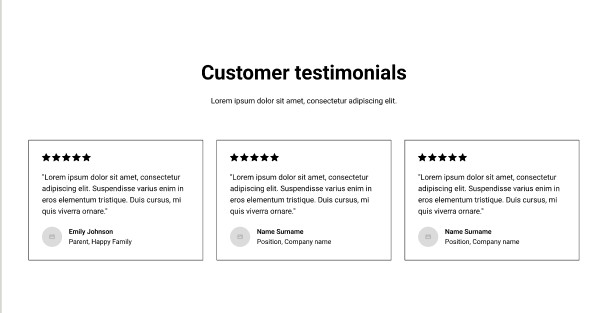 Customer testimonials
Lorem ipsum dolor sit amet, consectetur adipiscing elit.
"Lorem ipsum dolor sit amet, consectetur
adipiscing elit. Suspendisse varius enim in
eros elementum tristique. Duis cursus, mi
quis viverra ornare."
Emily Johnson
Parent, Happy Family
"Lorem ipsum dolor sit amet, consectetur
adipiscing elit. Suspendisse varius enim in
eros elementum tristique. Duis cursus, mi
quis viverra ornare."
Name Surname
Position, Company name
"Lorem ipsum dolor sit amet, consectetur
adipiscing elit. Suspendisse varius enim in
eros elementum tristique. Duis cursus, mi
quis viverra ornare."
Name Surname
Position, Company name